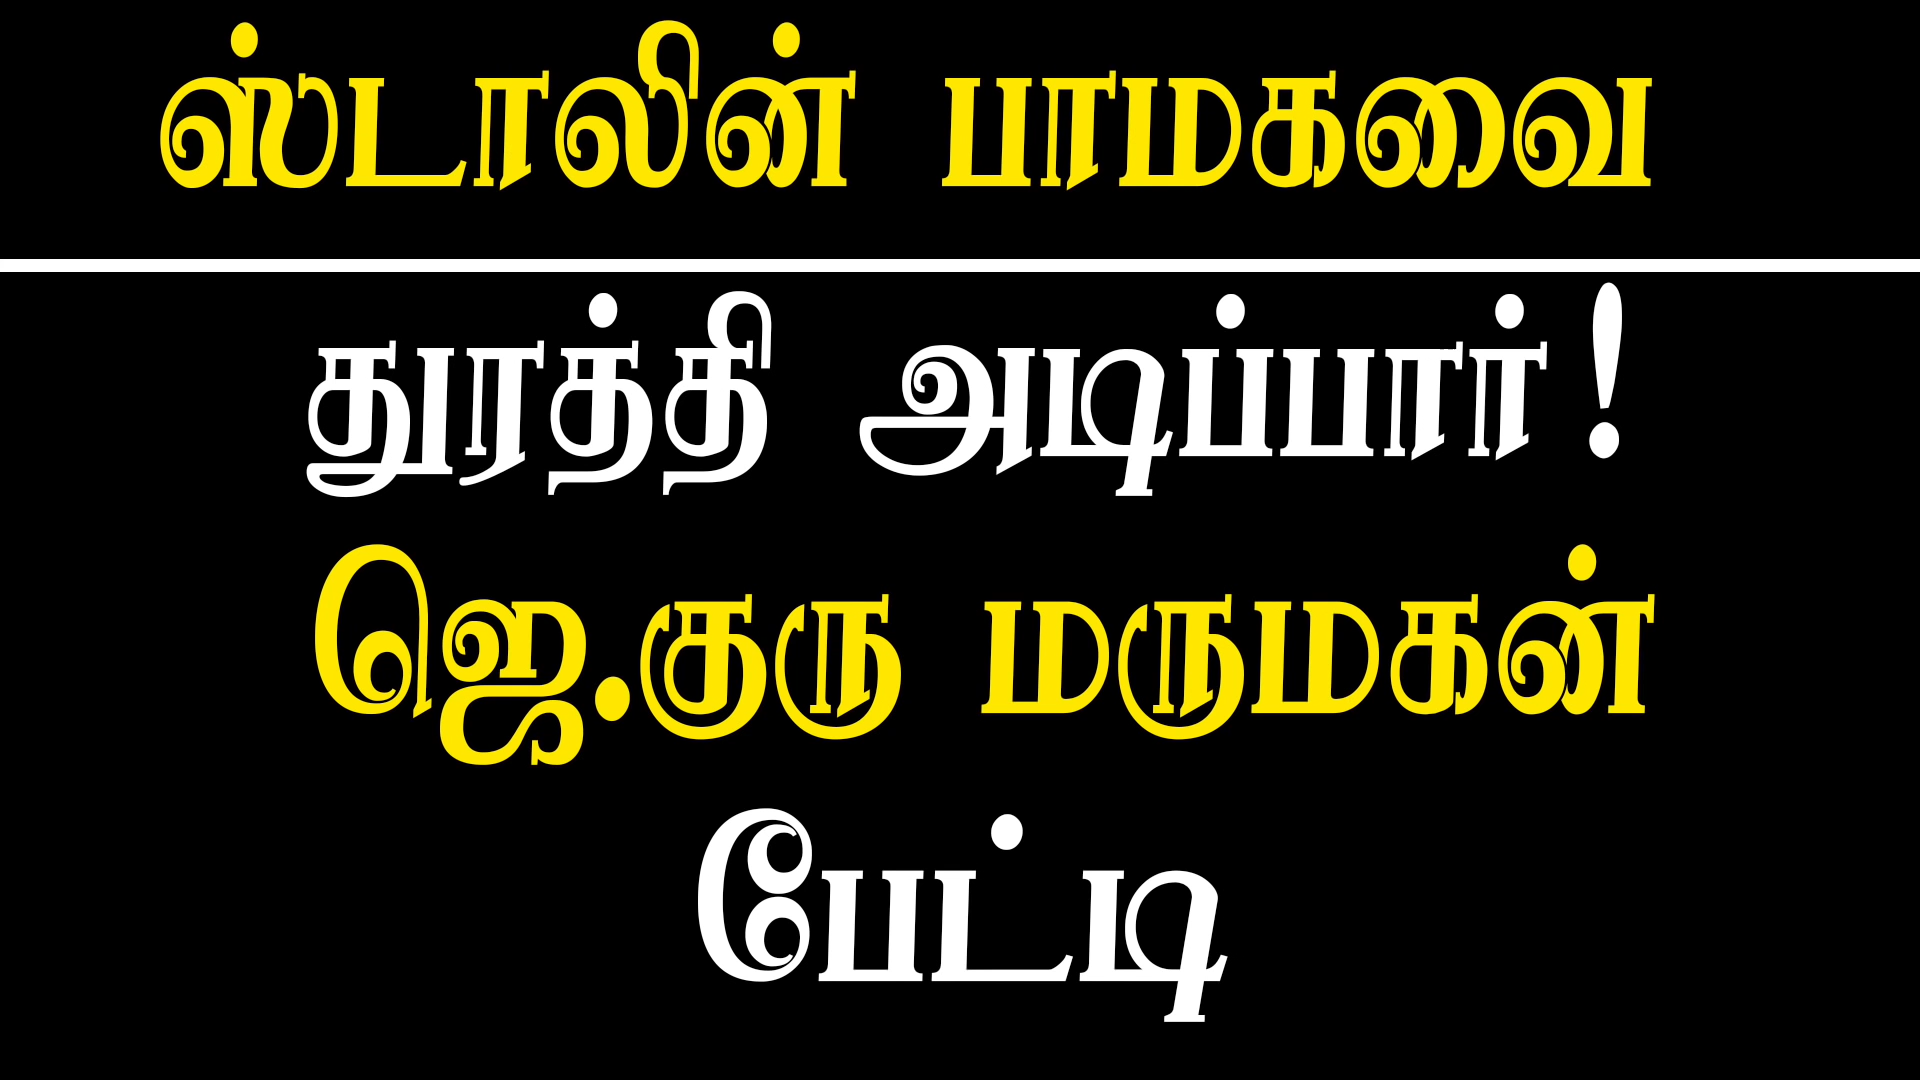 ஸ்டாலின் பாமகவை
துரத்தி அடிப்பார்!
ஜெ.குரு மருமகன்
பேட்டி